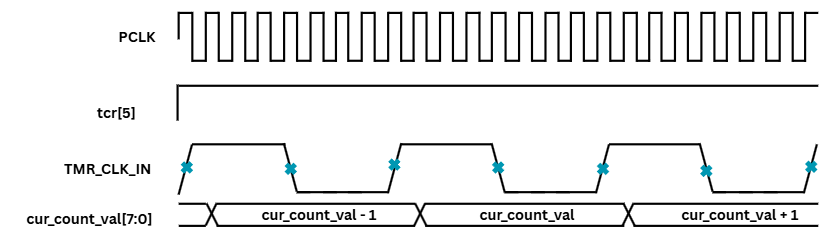 PCLK
tcr[5]
TMR_CLK_IN
cur_count_val[7:0] cur_count_val - 1 cur_count_val cur_count_val + 1